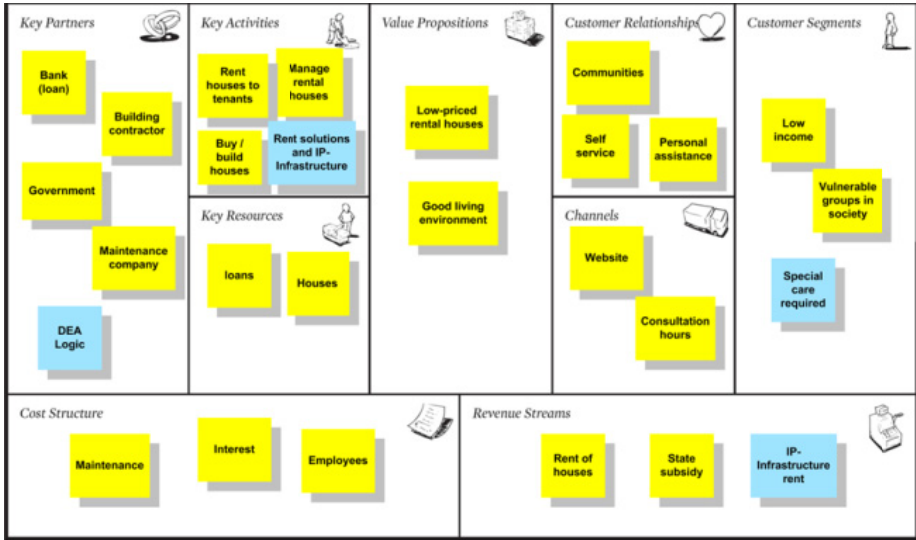 Key Partners
Bank
(loan)
Building
contractor
Government
Maintenance
company
DEA
Logic
Key Activities
Rent
houses to
tenants
Manage
rental
houses
Buy /
build
houses
Rent solutions
and IP-
Infrastructure
Key Resources
loans
Houses
Value Propositions
Low-priced
rental houses
Good living
environment
Customer Relationships
Communities
Self
service
Personal
assistance
Channels
Website
Consultation
hours
Customer Segments
Low
income
Vulnerable
groups in
society
Special
care
required
Cost Structure
Maintenance
Interest
Employees
Revenue Streams
Rent of
houses
State
subsidy
IP-
Infrastructure
rent